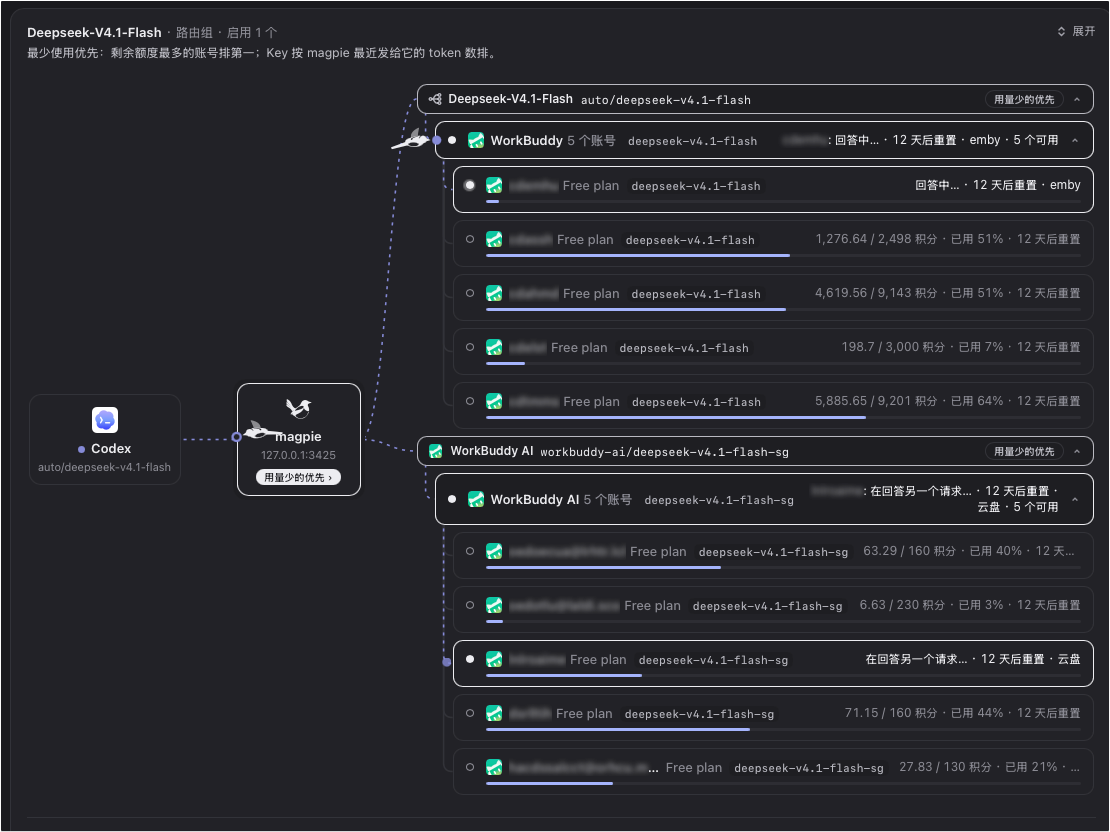 Deepseek-V4.1-Flash · 路由组 · 启用 1 个
展开
最少使用优先：剩余额度最多的账号排第一；Key 按 magpie 最近发给它的 token 数排。
Deepseek-V4.1-Flash auto/deepseek-v4.1-flash 用量少的优先
WorkBuddy 5 个账号 deepseek-v4.1-flash : 回答中... · 12 天后重置 · emby · 5 个可用
Free plan deepseek-v4.1-flash 回答中... · 12 天后重置 · emby
Free plan deepseek-v4.1-flash 1,276.64 / 2,498 积分 · 已用 51% · 12 天后重置
Free plan deepseek-v4.1-flash 4,619.56 / 9,143 积分 · 已用 51% · 12 天后重置
Free plan deepseek-v4.1-flash 198.7 / 3,000 积分 · 已用 7% · 12 天后重置
Free plan deepseek-v4.1-flash 5,885.65 / 9,201 积分 · 已用 64% · 12 天后重置
Codex
auto/deepseek-v4.1-flash
magpie
127.0.0.1:3425
用量少的优先 ›
WorkBuddy AI workbuddy-ai/deepseek-v4.1-flash-sg 用量少的优先
WorkBuddy AI 5 个账号 deepseek-v4.1-flash-sg : 在回答另一个请求... · 12 天后重置 ·
云盘 · 5 个可用
Free plan deepseek-v4.1-flash-sg 63.29 / 160 积分 · 已用 40% · 12 天...
Free plan deepseek-v4.1-flash-sg 6.63 / 230 积分 · 已用 3% · 12 天后重置
Free plan deepseek-v4.1-flash-sg 在回答另一个请求... · 12 天后重置 · 云盘
Free plan deepseek-v4.1-flash-sg 71.15 / 160 积分 · 已用 44% · 12 天后重置
... Free plan deepseek-v4.1-flash-sg 27.83 / 130 积分 · 已用 21% · ...